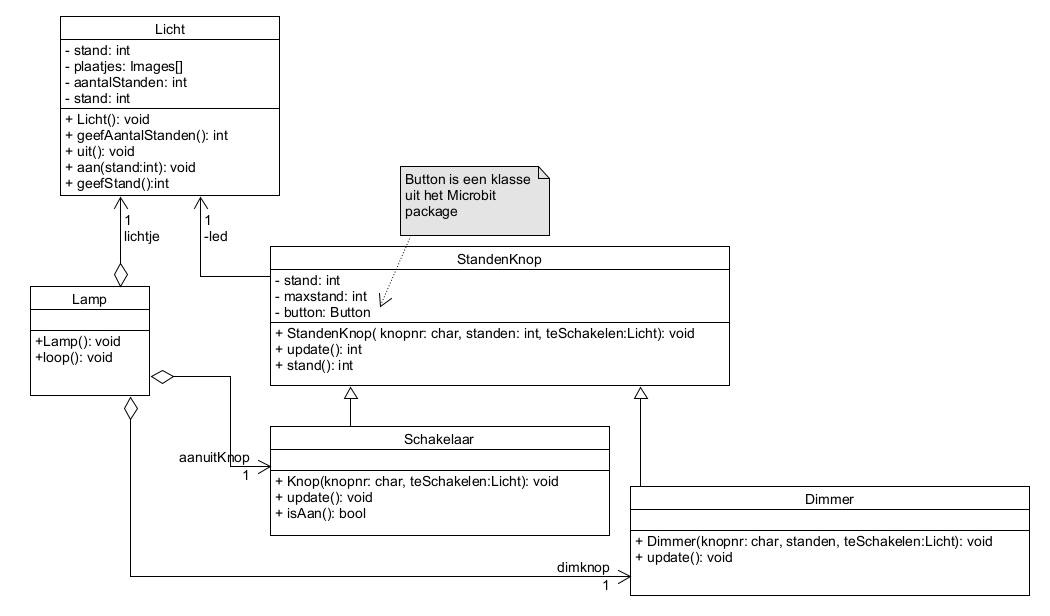 Licht
- stand: int
- plaatjes: Images[]
- aantalStanden: int
- stand: int
+ Licht(): void
+ geefAantalStanden(): int
+ uit(): void
+ aan(stand:int): void
+ geefStand():int
Button is een klasse
uit het Microbit
package
1
lichtje
1
-led
StandenKnop
- stand: int
- maxstand: int
- button: Button
+ StandenKnop( knopnr: char, standen: int, teSchakelen:Licht): void
+ update(): int
+ stand(): int
Lamp
+Lamp(): void
+loop(): void
aanuitKnop
1
Schakelaar
+ Knop(knopnr: char, teSchakelen:Licht): void
+ update(): void
+ isAan(): bool
Dimmer
+ Dimmer(knopnr: char, standen, teSchakelen:Licht): void
+ update(): void
dimknop
1